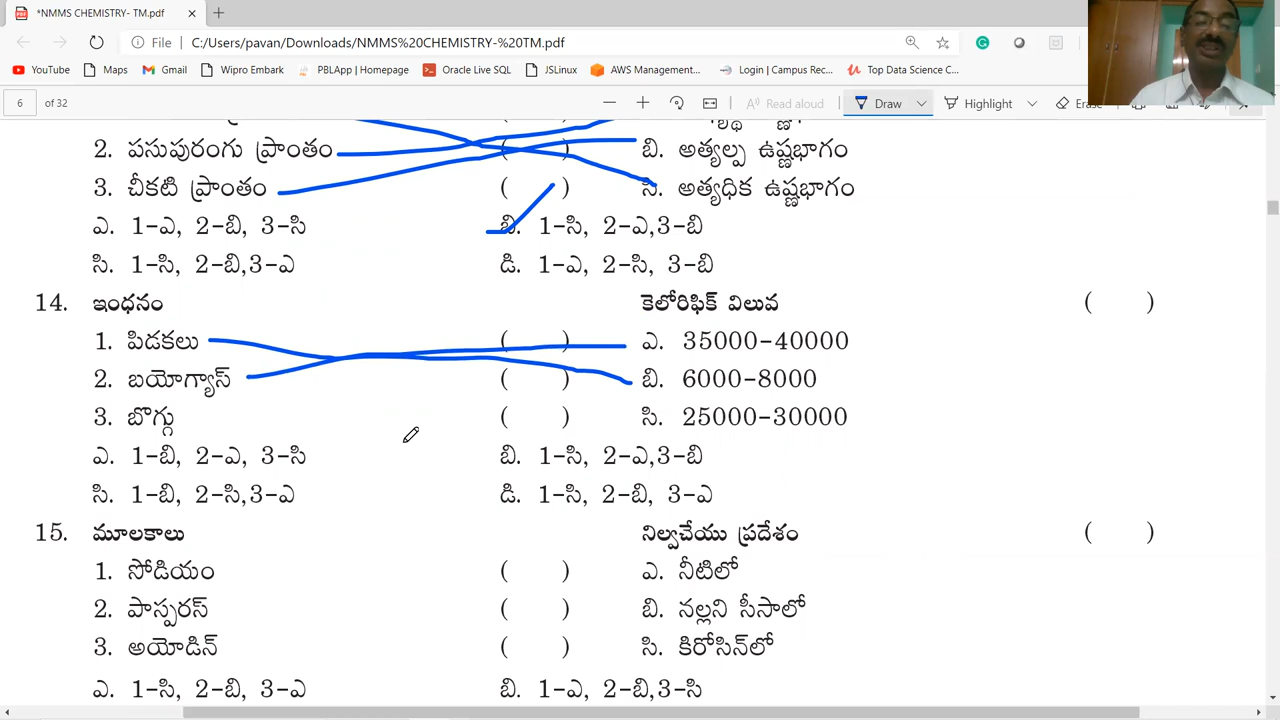 *NMMS CHEMISTRY- TM.pdf
File C:/Users/pavan/Downloads/NMMS%20CHEMISTRY-%20TM.pdf
YouTube Maps Gmail Wipro Embark PBLApp | Homepage Oracle Live SQL JSLinux AWS Management... Login | Campus Rec... Top Data Science C...
6 of 32 Read aloud Draw Highlight Erase
2. పసుపురంగు ప్రాంతం ( ) బి. అత్యల్ప ఉష్ణభాగం
3. చీకటి ప్రాంతం ( ) సి. అత్యధిక ఉష్ణభాగం
ఎ. 1-ఎ, 2-బి, 3-సి బి. 1-సి, 2-ఎ,3-బి
సి. 1-సి, 2-బి,3-ఎ డి. 1-ఎ, 2-సి, 3-బి
14. ఇంధనం కెలోరిఫిక్ విలువ ( )
1. పిడకలు ( ) ఎ. 35000-40000
2. బయోగ్యాస్ ( ) బి. 6000-8000
3. బొగ్గు ( ) సి. 25000-30000
ఎ. 1-బి, 2-ఎ, 3-సి బి. 1-సి, 2-ఎ,3-బి
సి. 1-బి, 2-సి,3-ఎ డి. 1-సి, 2-బి, 3-ఎ
15. మూలకాలు నిల్వచేయు ప్రదేశం ( )
1. సోడియం ( ) ఎ. నీటిలో
2. పాస్పరస్ ( ) బి. నల్లని సీసాలో
3. అయోడిన్ ( ) సి. కిరోసిన్‌లో
ఎ. 1-సి, 2-బి, 3-ఎ బి. 1-ఎ, 2-బి,3-సి